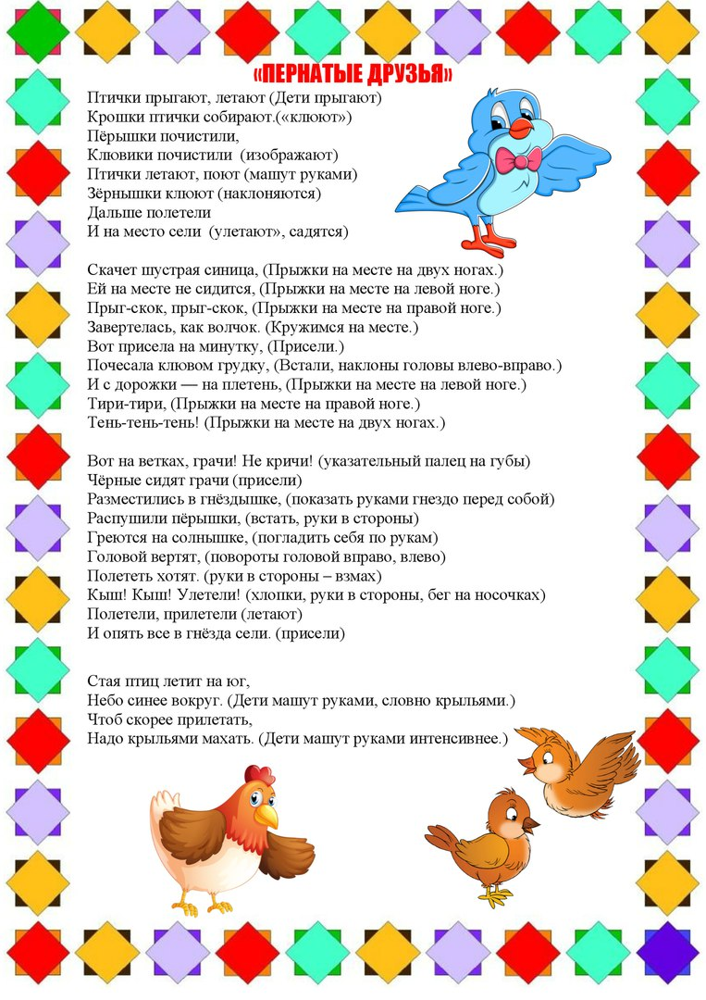 «ПЕРНАТЫЕ ДРУЗЬЯ»
Птички прыгают, летают (Дети прыгают)
Крошки птички собирают.(«клюют»)
Пёрышки почистили,
Клювики почистили (изображают)
Птички летают, поют (машут руками)
Зёрнышки клюют (наклоняются)
Дальше полетели
И на место сели (улетают», садятся)
Скачет шустрая синица, (Прыжки на месте на двух ногах.)
Ей на месте не сидится, (Прыжки на месте на левой ноге.)
Прыг-скок, прыг-скок, (Прыжки на месте на правой ноге.)
Завертелась, как волчок. (Кружимся на месте.)
Вот присела на минутку, (Присели.)
Почесала клювом грудку, (Встали, наклоны головы влево-вправо.)
И с дорожки — на плетень, (Прыжки на месте на левой ноге.)
Тири-тири, (Прыжки на месте на правой ноге.)
Тень-тень-тень! (Прыжки на месте на двух ногах.)
Вот на ветках, грачи! Не кричи! (указательный палец на губы)
Чёрные сидят грачи (присели)
Разместились в гнёздышке, (показать руками гнездо перед собой)
Распушили пёрышки, (встать, руки в стороны)
Греются на солнышке, (погладить себя по рукам)
Головой вертят, (повороты головой вправо, влево)
Полететь хотят. (руки в стороны – взмах)
Кыш! Кыш! Улетели! (хлопки, руки в стороны, бег на носочках)
Полетели, прилетели (летают)
И опять все в гнёзда сели. (присели)
Стая птиц летит на юг,
Небо синее вокруг. (Дети машут руками, словно крыльями.)
Чтоб скорее прилетать,
Надо крыльями махать. (Дети машут руками интенсивнее.)